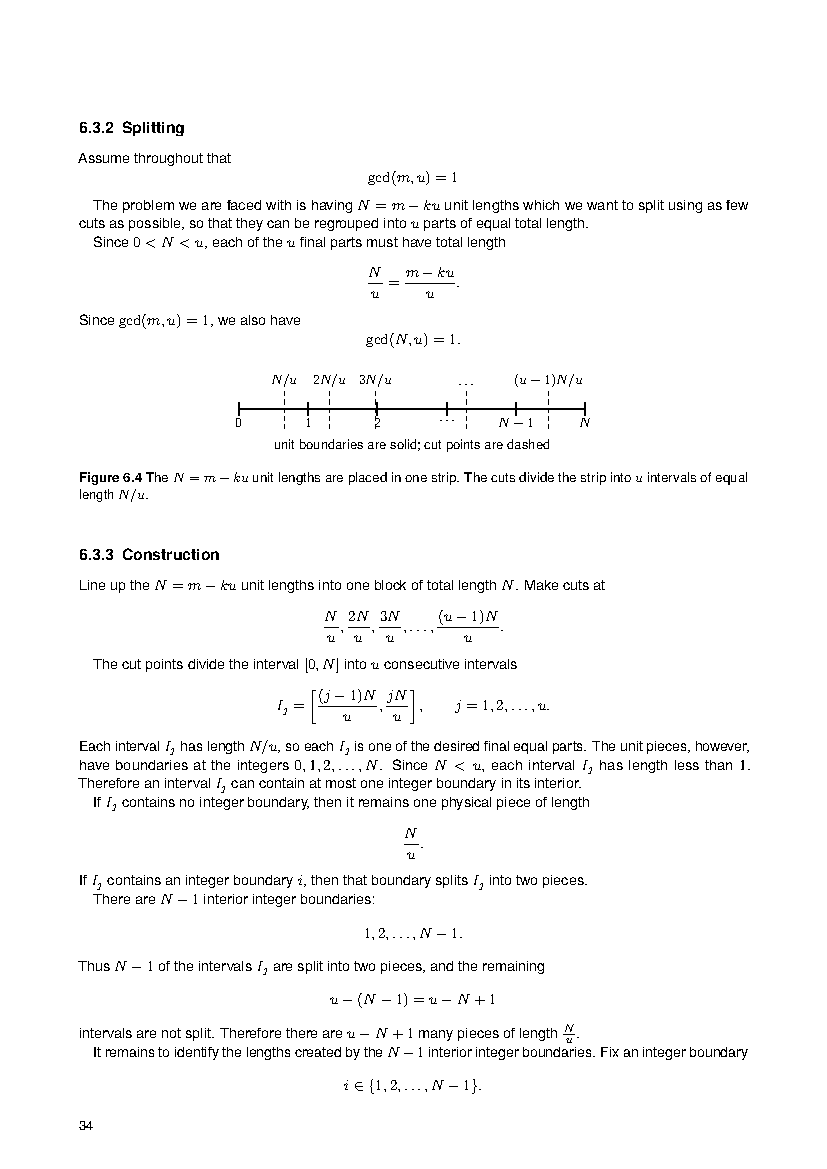 6.3.2 Splitting
Assume throughout that
gcd(m, u) = 1
The problem we are faced with is having N = m − ku unit lengths which we want to split using as few
cuts as possible, so that they can be regrouped into u parts of equal total length.
Since 0 < N < u, each of the u final parts must have total length
N/u = (m − ku)/u.
Since gcd(m, u) = 1, we also have
gcd(N, u) = 1.
N/u 2N/u 3N/u … (u − 1)N/u
0 1 2 … N − 1 N
unit boundaries are solid; cut points are dashed
Figure 6.4 The N = m − ku unit lengths are placed in one strip. The cuts divide the strip into u intervals of equal
length N/u.
6.3.3 Construction
Line up the N = m − ku unit lengths into one block of total length N. Make cuts at
N/u, 2N/u, 3N/u, …, (u − 1)N/u.
The cut points divide the interval [0, N] into u consecutive intervals
I_j = [(j − 1)N/u, jN/u], j = 1, 2, …, u.
Each interval I_j has length N/u, so each I_j is one of the desired final equal parts. The unit pieces, however,
have boundaries at the integers 0, 1, 2, …, N. Since N < u, each interval I_j has length less than 1.
Therefore an interval I_j can contain at most one integer boundary in its interior.
If I_j contains no integer boundary, then it remains one physical piece of length
N/u.
If I_j contains an integer boundary i, then that boundary splits I_j into two pieces.
There are N − 1 interior integer boundaries:
1, 2, …, N − 1.
Thus N − 1 of the intervals I_j are split into two pieces, and the remaining
u − (N − 1) = u − N + 1
intervals are not split. Therefore there are u − N + 1 many pieces of length N/u.
It remains to identify the lengths created by the N − 1 interior integer boundaries. Fix an integer boundary
i ∈ {1, 2, …, N − 1}.
34